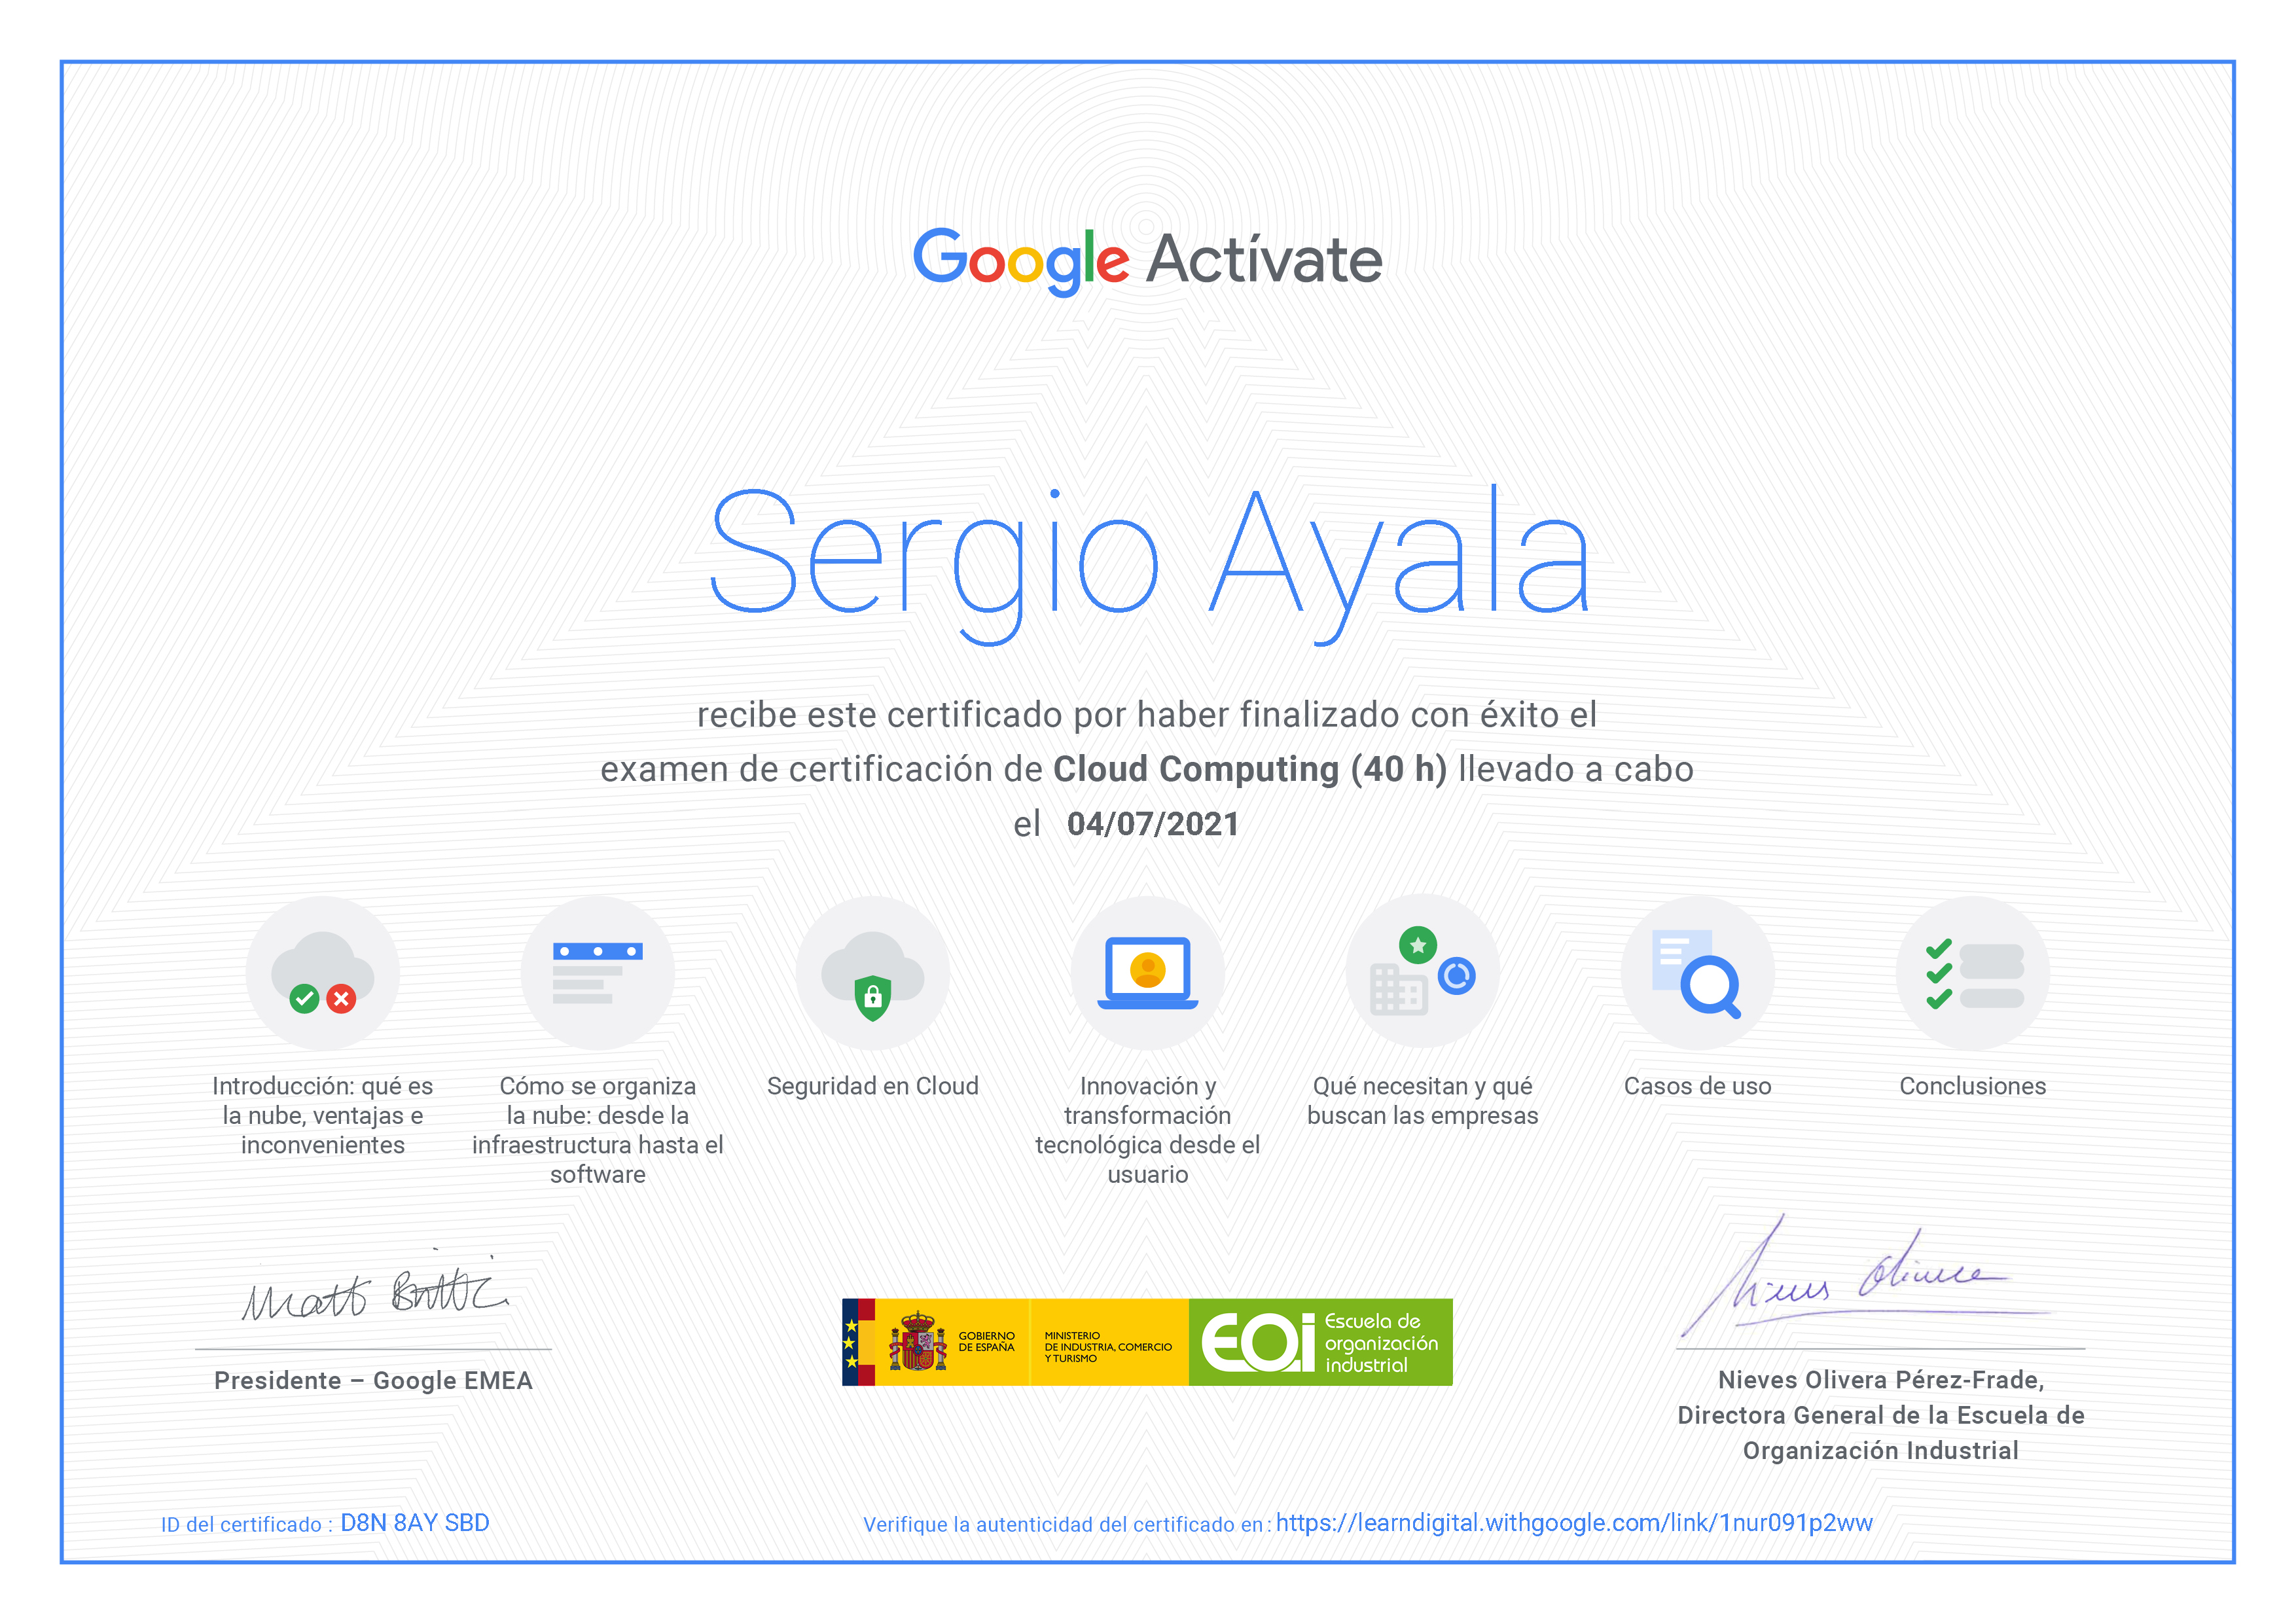 Google Actívate
Sergio Ayala
recibe este certificado por haber finalizado con éxito el
examen de certificación de Cloud Computing (40 h) llevado a cabo
el 04/07/2021
Introducción: qué es
la nube, ventajas e
inconvenientes
Cómo se organiza
la nube: desde la
infraestructura hasta el
software
Seguridad en Cloud
Innovación y
transformación
tecnológica desde el
usuario
Qué necesitan y qué
buscan las empresas
Casos de uso
Conclusiones
Matt Brittin
Presidente – Google EMEA
GOBIERNO
DE ESPAÑA
MINISTERIO
DE INDUSTRIA, COMERCIO
Y TURISMO
EOi
Escuela de
organización
industrial
Nieves Olivera
Nieves Olivera Pérez-Frade,
Directora General de la Escuela de
Organización Industrial
ID del certificado : D8N 8AY SBD
Verifique la autenticidad del certificado en : https://learndigital.withgoogle.com/link/1nur091p2ww